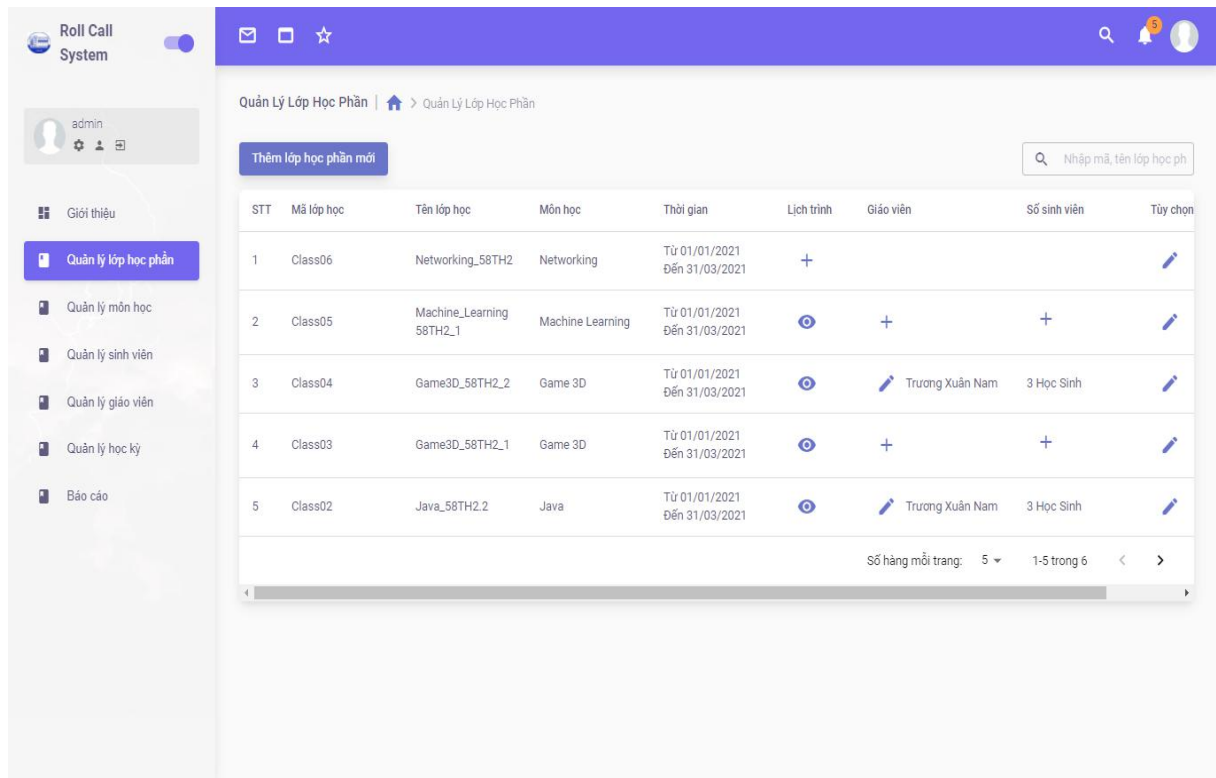 Roll Call
System
5
admin
Giới thiệu
Quản lý lớp học phần
Quản lý môn học
Quản lý sinh viên
Quản lý giáo viên
Quản lý học kỳ
Báo cáo
Quản Lý Lớp Học Phần | > Quản Lý Lớp Học Phần
Thêm lớp học phần mới
Nhập mã, tên lớp học ph
STT Mã lớp học Tên lớp học Môn học Thời gian Lịch trình Giáo viên Số sinh viên Tùy chọn
1 Class06 Networking_58TH2 Networking Từ 01/01/2021
Đến 31/03/2021
2 Class05 Machine_Learning Machine Learning Từ 01/01/2021
58TH2_1 Đến 31/03/2021
3 Class04 Game3D_58TH2_2 Game 3D Từ 01/01/2021 Trương Xuân Nam 3 Học Sinh
Đến 31/03/2021
4 Class03 Game3D_58TH2_1 Game 3D Từ 01/01/2021
Đến 31/03/2021
5 Class02 Java_58TH2.2 Java Từ 01/01/2021 Trương Xuân Nam 3 Học Sinh
Đến 31/03/2021
Số hàng mỗi trang: 5 1-5 trong 6